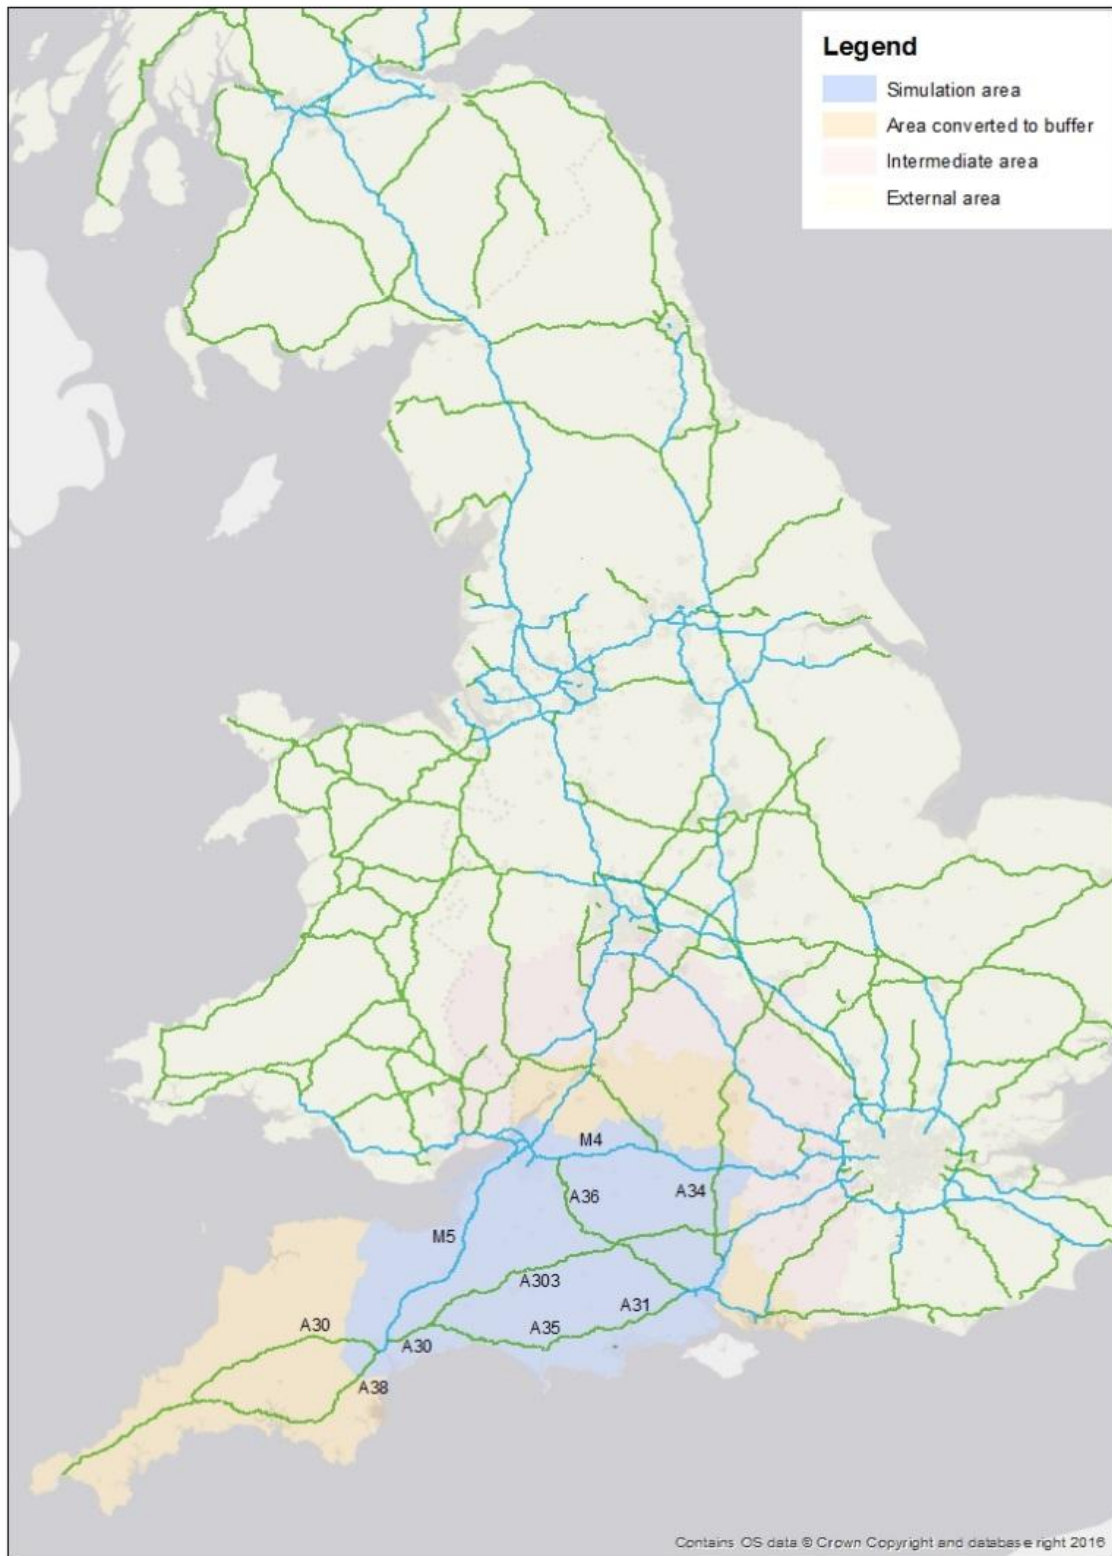 Legend
Simulation area
Area converted to buffer
Intermediate area
External area
M4
A36
A34
M5
A303
A31
A30
A35
A30
A38
Contains OS data © Crown Copyright and database right 2016